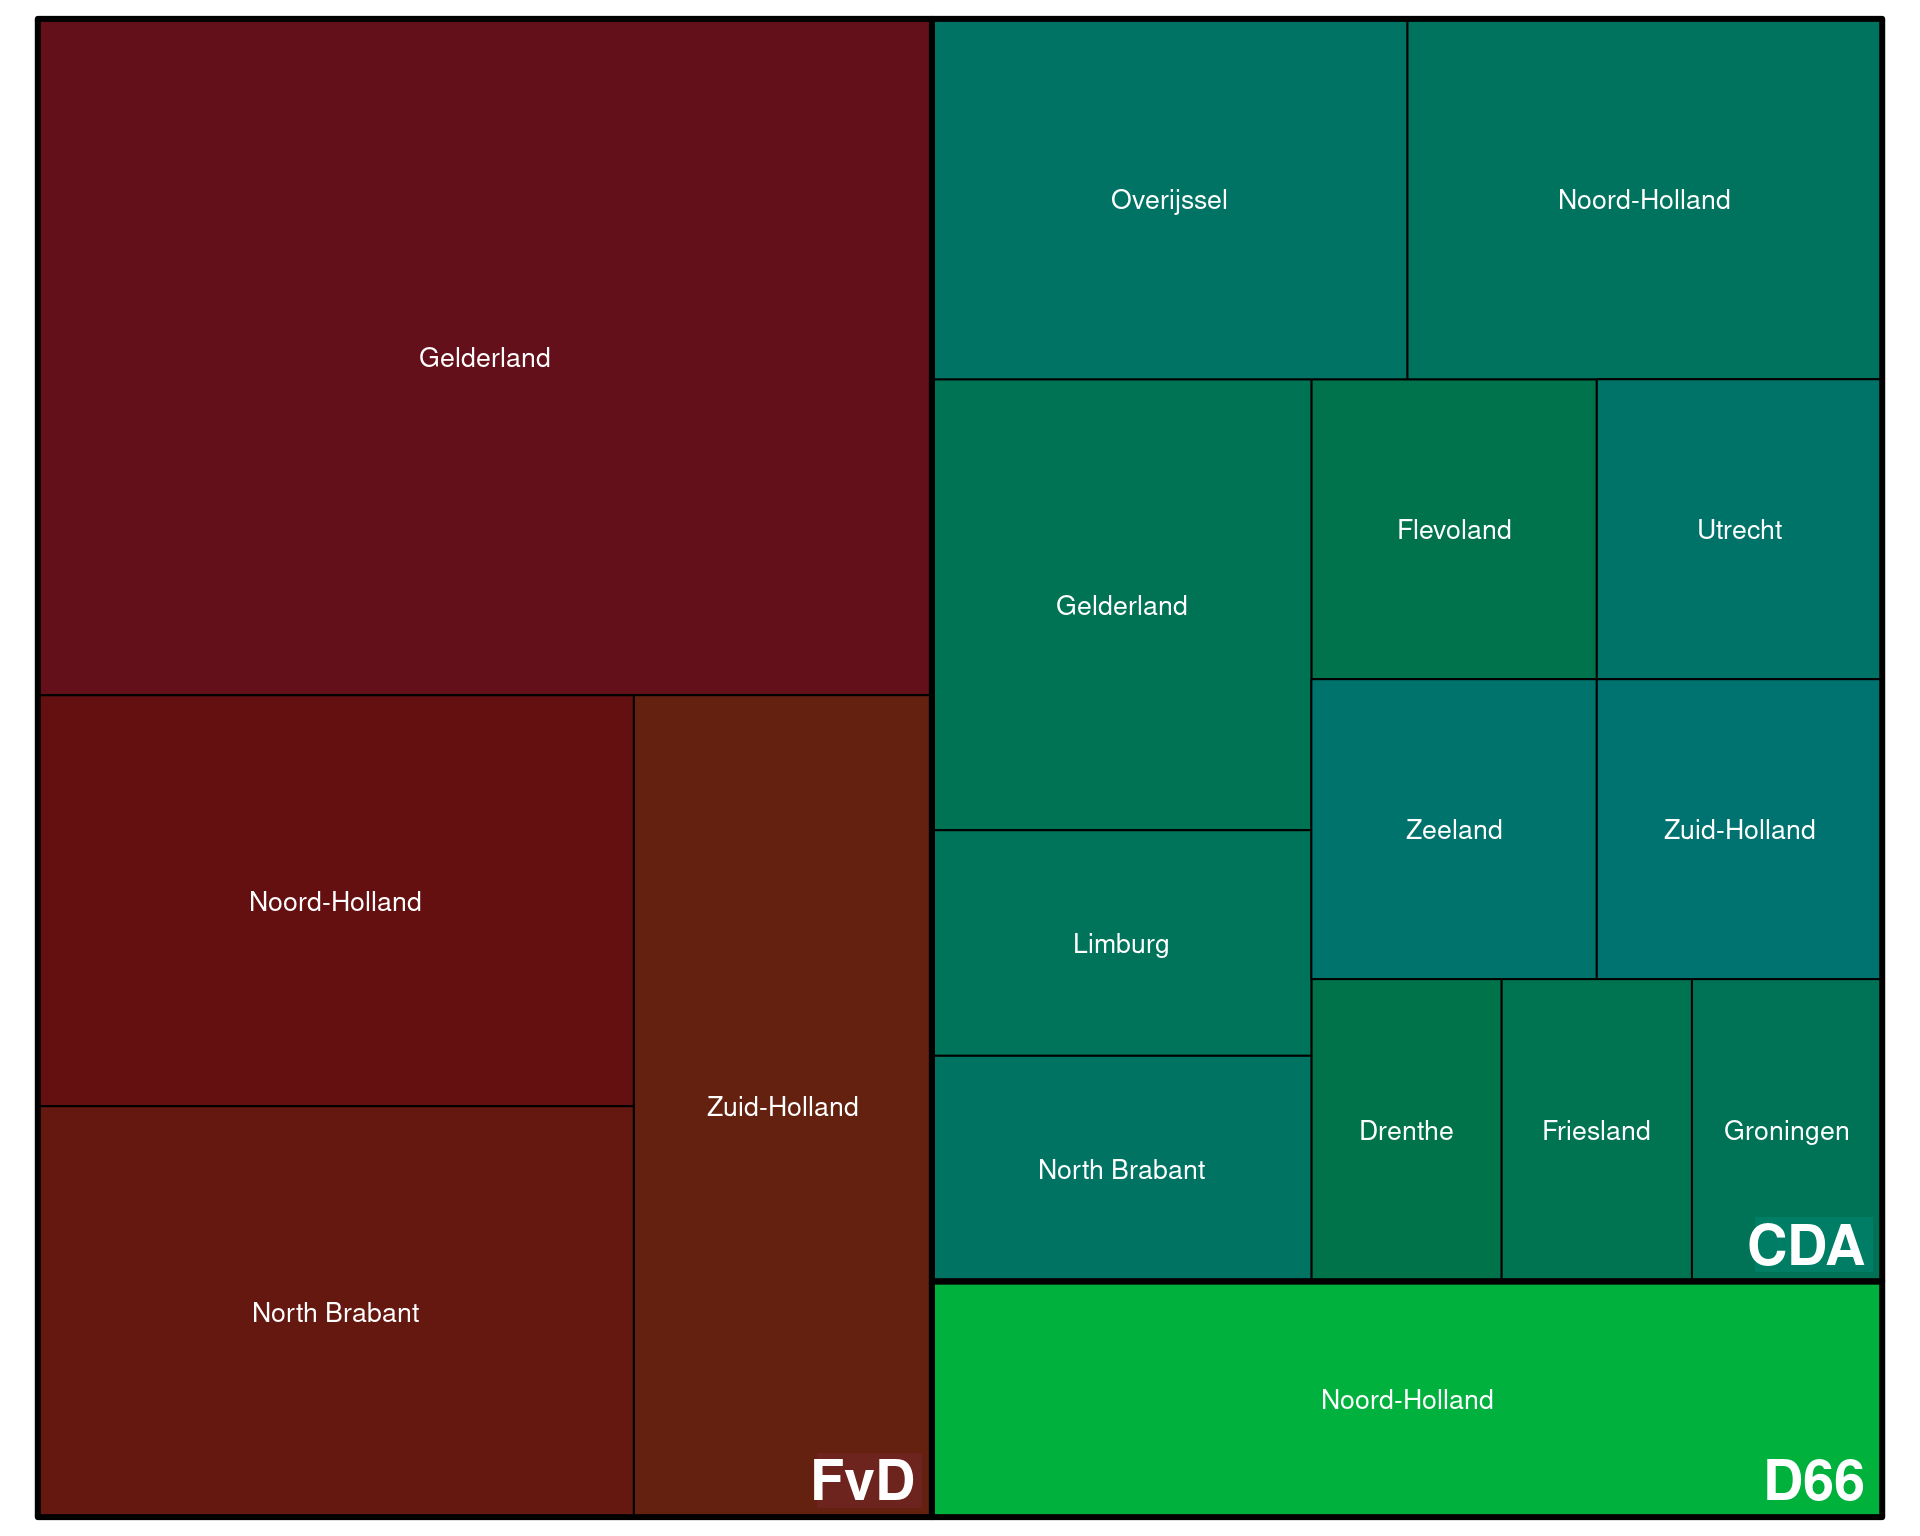 Gelderland
Noord-Holland
North Brabant
Zuid-Holland
FvD
Overijssel
Noord-Holland
Gelderland
Flevoland
Utrecht
Zeeland
Zuid-Holland
Limburg
North Brabant
Drenthe
Friesland
Groningen
CDA
Noord-Holland
D66